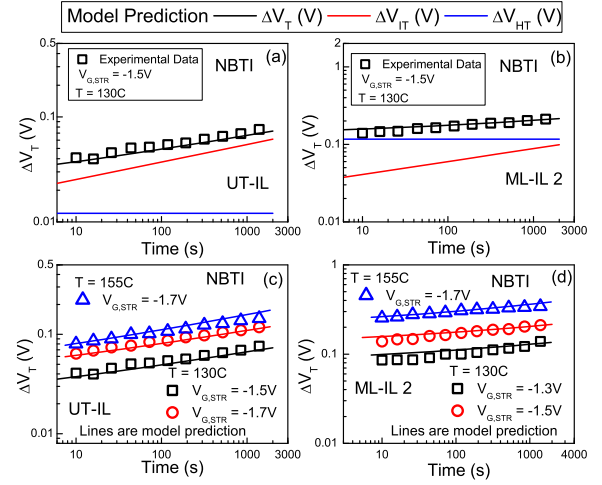 Model Prediction ΔV_T (V) ΔV_IT (V) ΔV_HT (V)
0.5
0.1
0.01
ΔV_T (V)
Experimental Data
V_G,STR = -1.5V
T = 130C
NBTI
(a)
UT-IL
10
100
1000
3000
Time (s)
2
1
0.1
0.01
ΔV_T (V)
Experimental Data
V_G,STR = -1.5V
T = 130C
NBTI
(b)
ML-IL 2
10
100
1000
3000
Time (s)
0.5
0.1
0.01
ΔV_T (V)
T = 155C
V_G,STR = -1.7V
NBTI
(c)
UT-IL
T = 130C
V_G,STR = -1.5V
V_G,STR = -1.7V
Lines are model prediction
10
100
1000
3000
Time (s)
1
0.1
0.01
ΔV_T (V)
T = 155C
V_G,STR = -1.7V
NBTI
(d)
ML-IL 2
T = 130C
V_G,STR = -1.3V
V_G,STR = -1.5V
Lines are model prediction
10
100
1000
4000
Time (s)